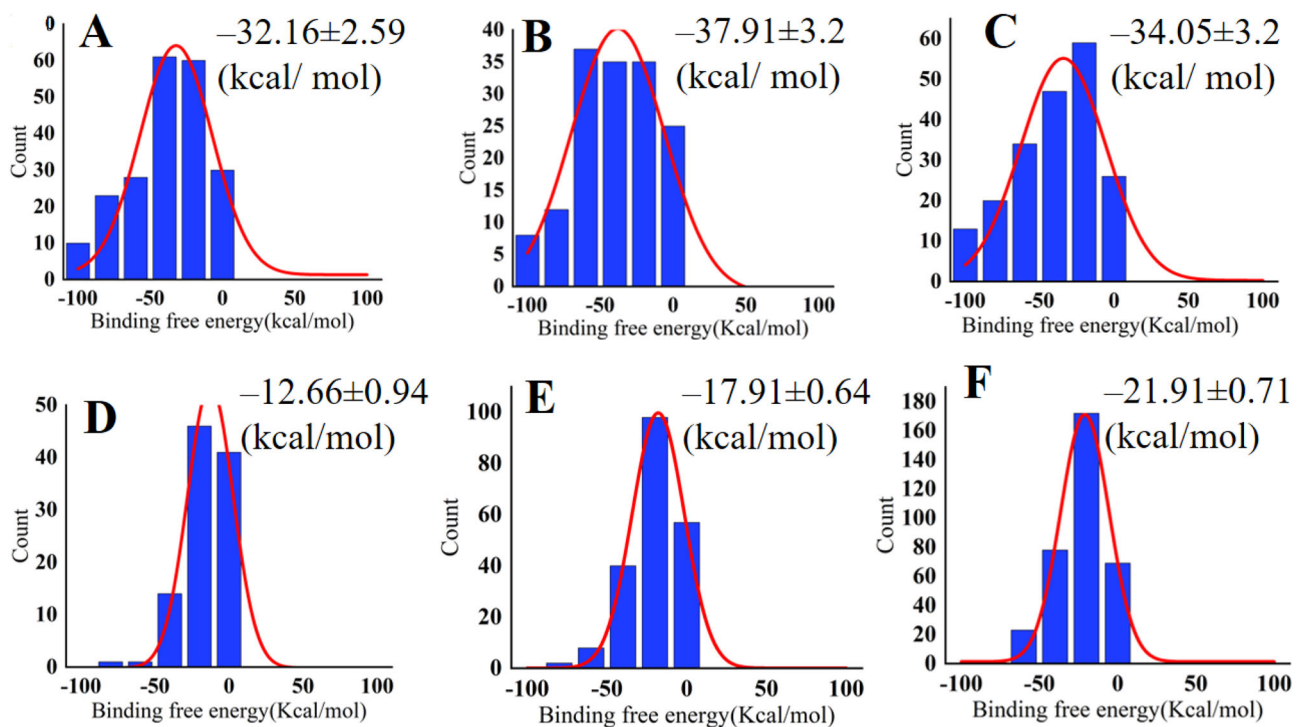 A
–32.16±2.59
(kcal/ mol)
0
60
50
40
30
20
10
0
Count
-100 -50 0 50 100
Binding free energy(kcal/mol)
B
–37.91±3.2
(kcal/ mol)
40
35
30
25
20
15
10
5
0
Count
-100 -50 0 50 100
Binding free energy(Kcal/mol)
C
–34.05±3.2
(kcal/ mol)
60
50
40
30
20
10
0
Count
-100 -50 0 50 100
Binding free energy(Kcal/mol)
D
–12.66±0.94
(kcal/mol)
50
40
30
20
10
0
Count
-100 -50 0 50 100
Binding free energy(Kcal/mol)
E
–17.91±0.64
(kcal/mol)
100
80
60
40
20
0
Count
-100 -50 0 50 100
Binding free energy(Kcal/mol)
F
–21.91±0.71
(kcal/mol)
180
160
140
120
100
80
60
40
20
0
Count
-100 -50 0 50 100
Binding free energy(Kcal/mol)